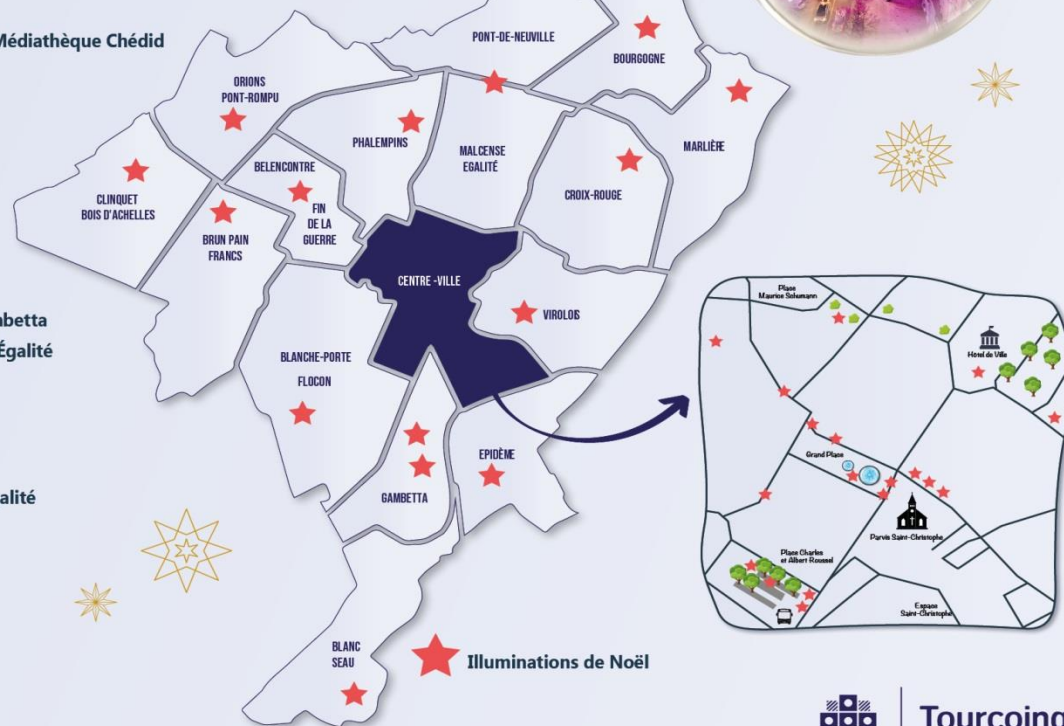 Médiathèque Chédid
PONT-DE-NEUVILLE
BOURGOGNE
ORIONS
PONT-ROMPU
PHALEMPINS
MALCENSE
EGALITÉ
MARLIÈRE
BELENCONTRE
FIN
DE LA
GUERRE
CROIX-ROUGE
CLINQUET
BOIS D'ACHELLES
BRUN PAIN
FRANCS
CENTRE -VILLE
VIROLOIS
BLANCHE-PORTE
FLOCON
EPIDÈME
GAMBETTA
BLANC
SEAU
Illuminations de Noël
Place
Maurice Schumann
Hôtel de Ville
Grand Place
Parvis Saint-Christophe
Place Charles
et Albert Roussel
Espace
Saint-Christophe
Tourcoing